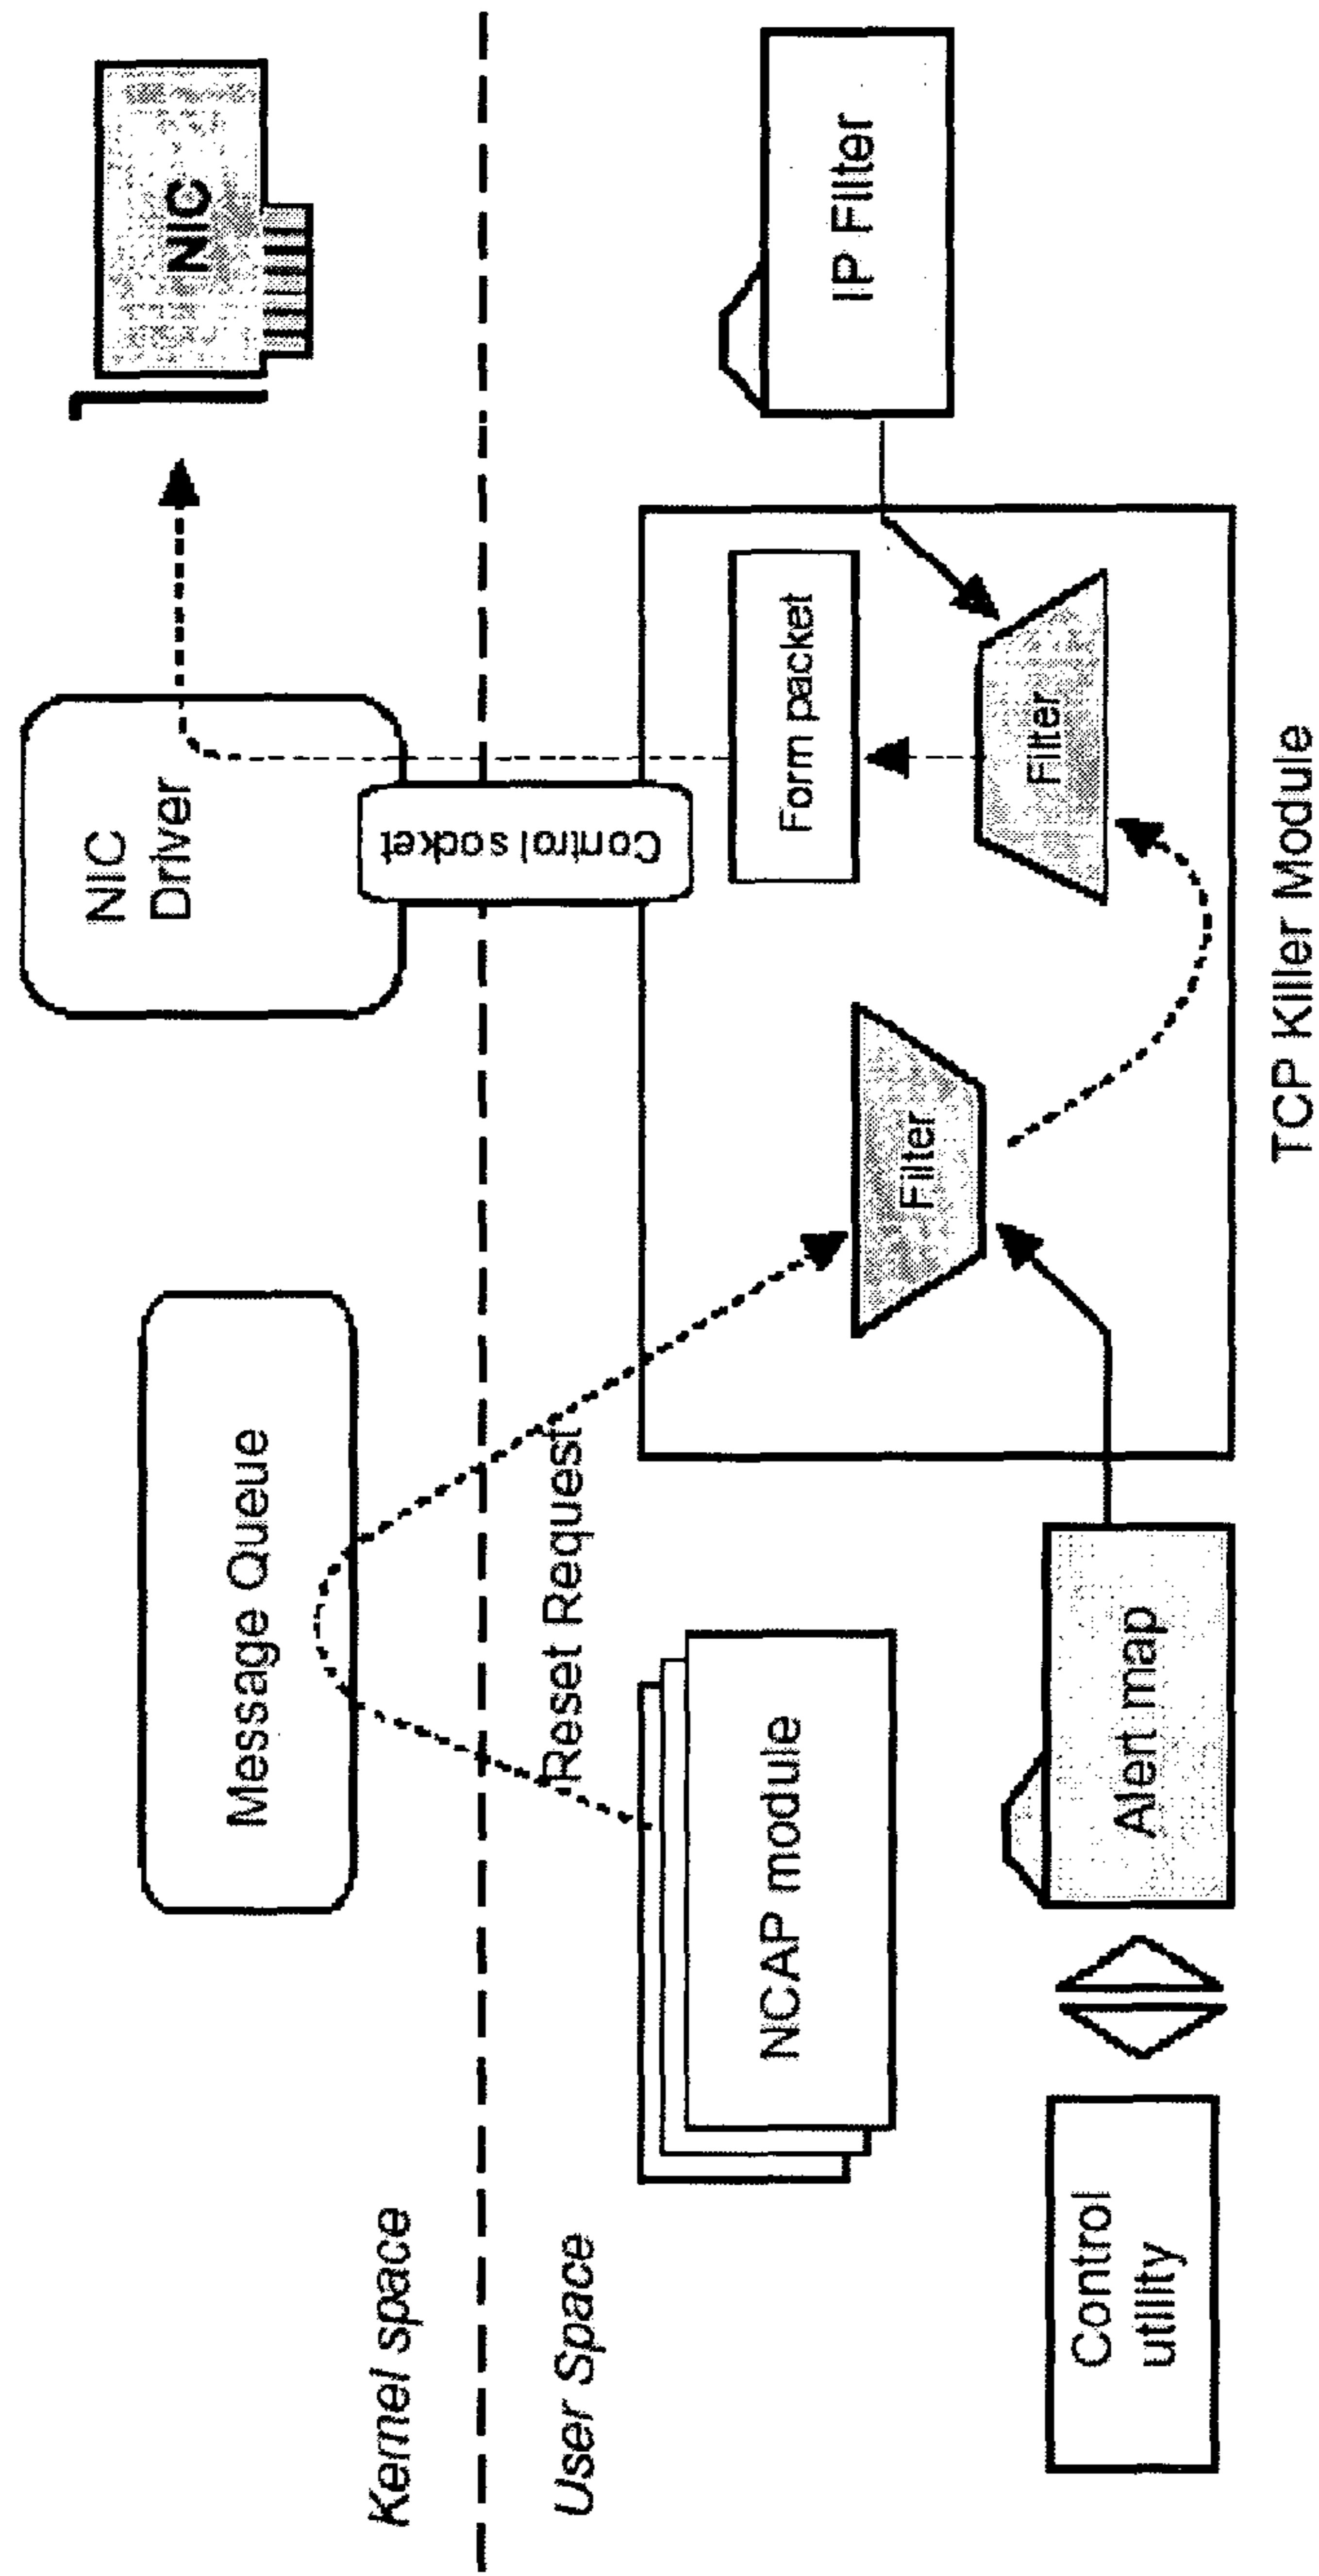 Kernel space
User Space
Message Queue
NIC
Driver
NIC
Control socket
Reset Request
NCAP module
Control
utility
Alert map
Filter
Filter
Form packet
IP Filter
TCP Killer Module